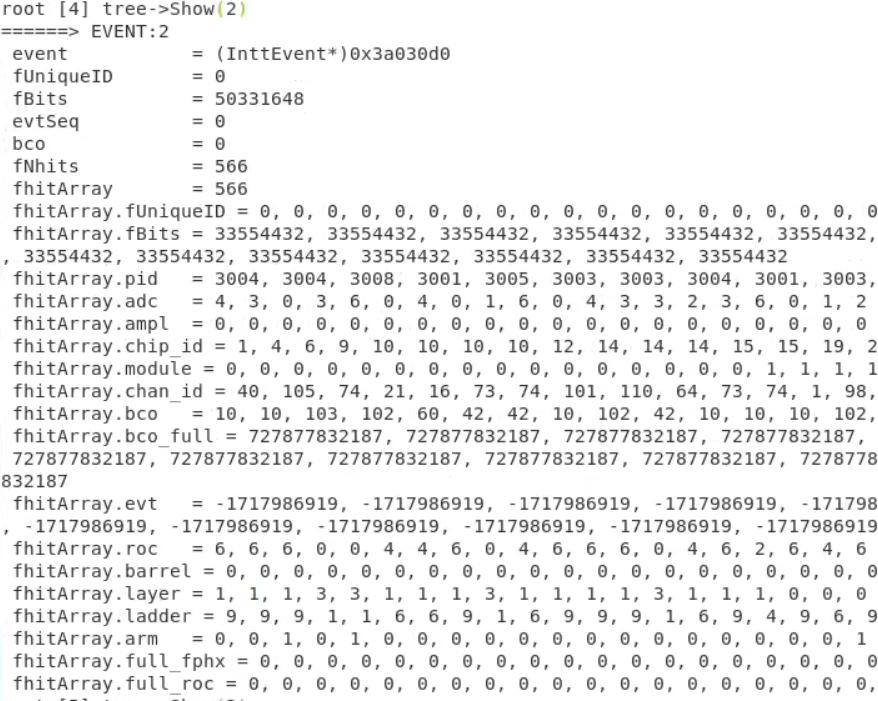 root [4] tree->Show(2)
======> EVENT:2
event = (InttEvent*)0x3a030d0
fUniqueID = 0
fBits = 50331648
evtSeq = 0
bco = 0
fNhits = 566
fhitArray = 566
fhitArray.fUniqueID = 0, 0, 0, 0, 0, 0, 0, 0, 0, 0, 0, 0, 0, 0, 0, 0, 0, 0, 0
fhitArray.fBits = 33554432, 33554432, 33554432, 33554432, 33554432, 33554432,
, 33554432, 33554432, 33554432, 33554432, 33554432, 33554432, 33554432
fhitArray.pid = 3004, 3004, 3008, 3001, 3005, 3003, 3003, 3004, 3001, 3003,
fhitArray.adc = 4, 3, 0, 3, 6, 0, 4, 0, 1, 6, 0, 4, 3, 3, 2, 3, 6, 0, 1, 2
fhitArray.ampl = 0, 0, 0, 0, 0, 0, 0, 0, 0, 0, 0, 0, 0, 0, 0, 0, 0, 0, 0, 0
fhitArray.chip_id = 1, 4, 6, 9, 10, 10, 10, 10, 12, 14, 14, 14, 15, 15, 19, 2
fhitArray.module = 0, 0, 0, 0, 0, 0, 0, 0, 0, 0, 0, 0, 0, 0, 0, 0, 1, 1, 1, 1
fhitArray.chan_id = 40, 105, 74, 21, 16, 73, 74, 101, 110, 64, 73, 74, 1, 98,
fhitArray.bco = 10, 10, 103, 102, 60, 42, 42, 10, 102, 42, 10, 10, 10, 102,
fhitArray.bco_full = 727877832187, 727877832187, 727877832187, 727877832187,
727877832187, 727877832187, 727877832187, 727877832187, 727877832187, 7277878
832187
fhitArray.evt = -1717986919, -1717986919, -1717986919, -1717986919, -171798
, -1717986919, -1717986919, -1717986919, -1717986919, -1717986919, -1717986919
fhitArray.roc = 6, 6, 6, 0, 0, 4, 4, 6, 0, 4, 6, 6, 6, 0, 4, 6, 2, 6, 4, 6
fhitArray.barrel = 0, 0, 0, 0, 0, 0, 0, 0, 0, 0, 0, 0, 0, 0, 0, 0, 0, 0, 0, 0
fhitArray.layer = 1, 1, 1, 3, 3, 1, 1, 1, 3, 1, 1, 1, 1, 3, 1, 1, 1, 0, 0, 0
fhitArray.ladder = 9, 9, 9, 1, 1, 6, 6, 9, 1, 6, 9, 9, 9, 1, 6, 9, 4, 9, 6, 9
fhitArray.arm = 0, 0, 1, 0, 1, 0, 0, 0, 0, 0, 0, 0, 0, 0, 0, 0, 0, 0, 0, 1
fhitArray.full_fphx = 0, 0, 0, 0, 0, 0, 0, 0, 0, 0, 0, 0, 0, 0, 0, 0, 0, 0, 0
fhitArray.full_roc = 0, 0, 0, 0, 0, 0, 0, 0, 0, 0, 0, 0, 0, 0, 0, 0, 0, 0, 0,